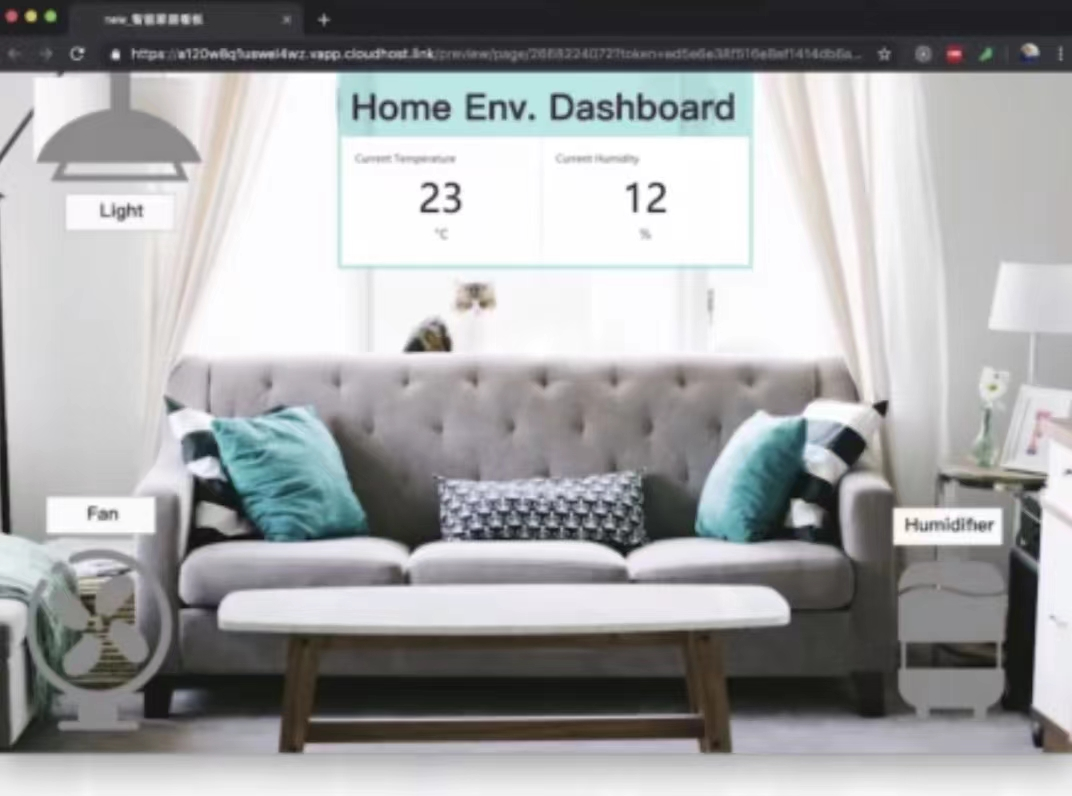 Home Env. Dashboard
Current Temperature
Current Humidity
23
12
°C
%
Light
Fan
Humidifier